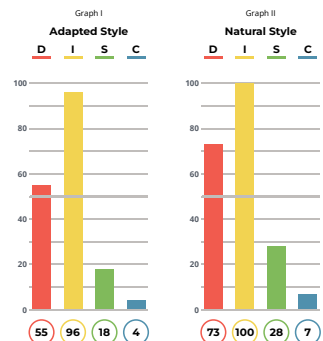 Graph I
Adapted Style
D I S C
100
80
60
40
20
0
55 96 18 4
Graph II
Natural Style
D I S C
100
80
60
40
20
0
73 100 28 7